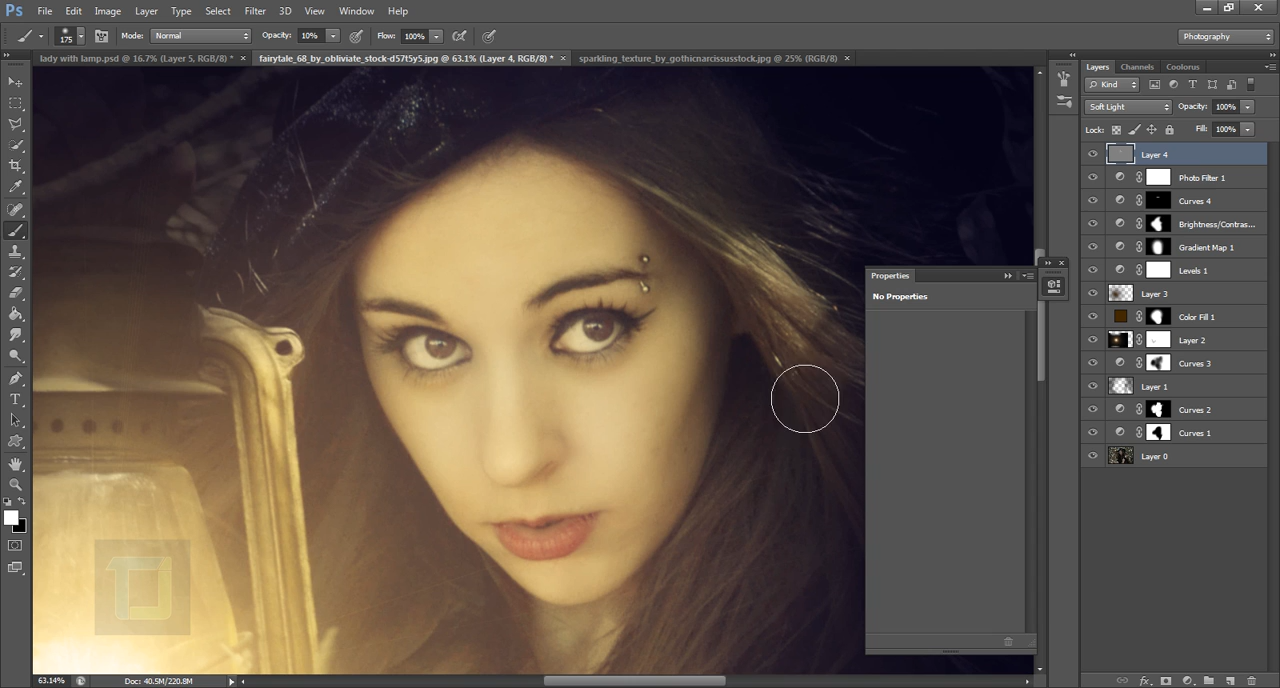 Ps File Edit Image Layer Type Select Filter 3D View Window Help
175 Mode: Normal Opacity: 10% Flow: 100% Photography
lady with lamp.psd @ 16.7% (Layer 5, RGB/8) * × fairytale_68_by_obliviate_stock-d57t5y5.jpg @ 63.1% (Layer 4, RGB/8) * × sparkling_texture_by_gothicnarcissusstock.jpg @ 25% (RGB/8) ×
Layers Channels Coolorus
Kind
Soft Light Opacity: 100%
Lock: Fill: 100%
Layer 4
Photo Filter 1
Curves 4
Brightness/Contras...
Gradient Map 1
Levels 1
Layer 3
Color Fill 1
Layer 2
Curves 3
Layer 1
Curves 2
Curves 1
Layer 0
Properties
No Properties
TJ
63.14% Doc: 40.5M/220.8M